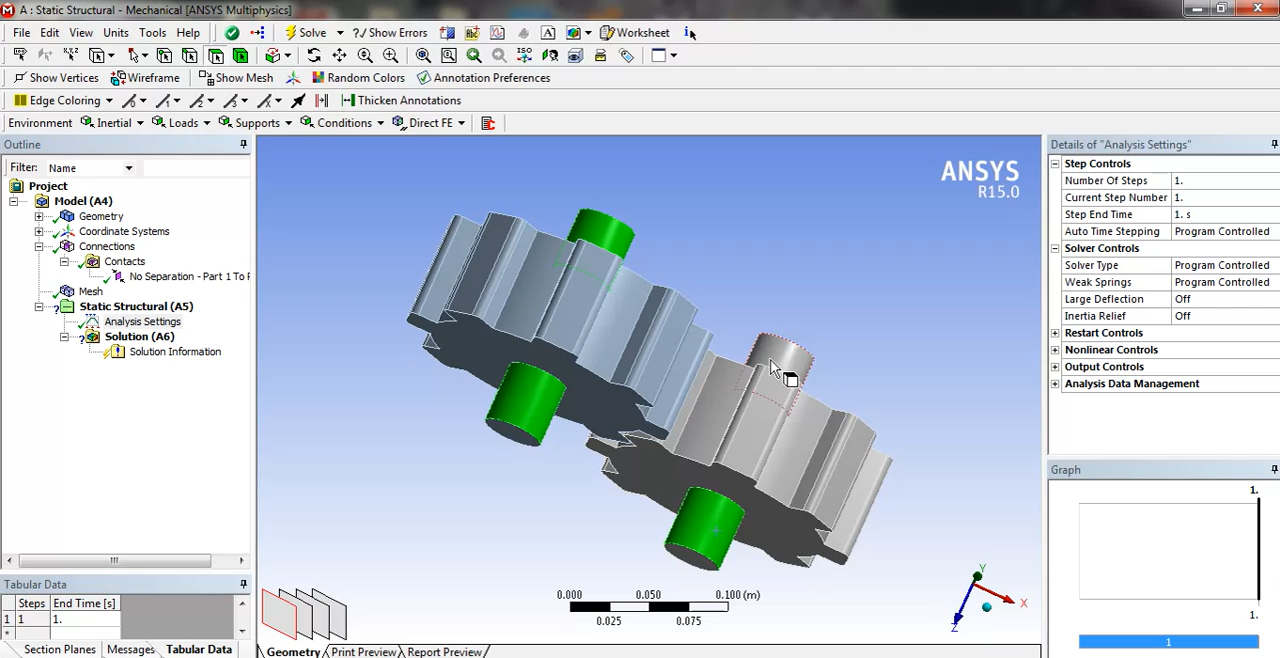 A : Static Structural - Mechanical [ANSYS Multiphysics]
File Edit View Units Tools Help Solve ?/ Show Errors A Worksheet i
ISO
Show Vertices Wireframe Show Mesh Random Colors Annotation Preferences
Edge Coloring Thicken Annotations
Environment Inertial Loads Supports Conditions Direct FE
Outline
Filter: Name
Project
Model (A4)
Geometry
Coordinate Systems
Connections
Contacts
No Separation - Part 1 To P
Mesh
Static Structural (A5)
Analysis Settings
Solution (A6)
Solution Information
Tabular Data
Steps End Time [s]
1 1 1.
*
Section Planes Messages Tabular Data
ANSYS
R15.0
0.000 0.050 0.100 (m)
0.025 0.075
Y
X
Z
Geometry Print Preview Report Preview
Details of "Analysis Settings"
Step Controls
Number Of Steps 1.
Current Step Number 1.
Step End Time 1. s
Auto Time Stepping Program Controlled
Solver Controls
Solver Type Program Controlled
Weak Springs Program Controlled
Large Deflection Off
Inertia Relief Off
Restart Controls
Nonlinear Controls
Output Controls
Analysis Data Management
Graph
1.
1.
1